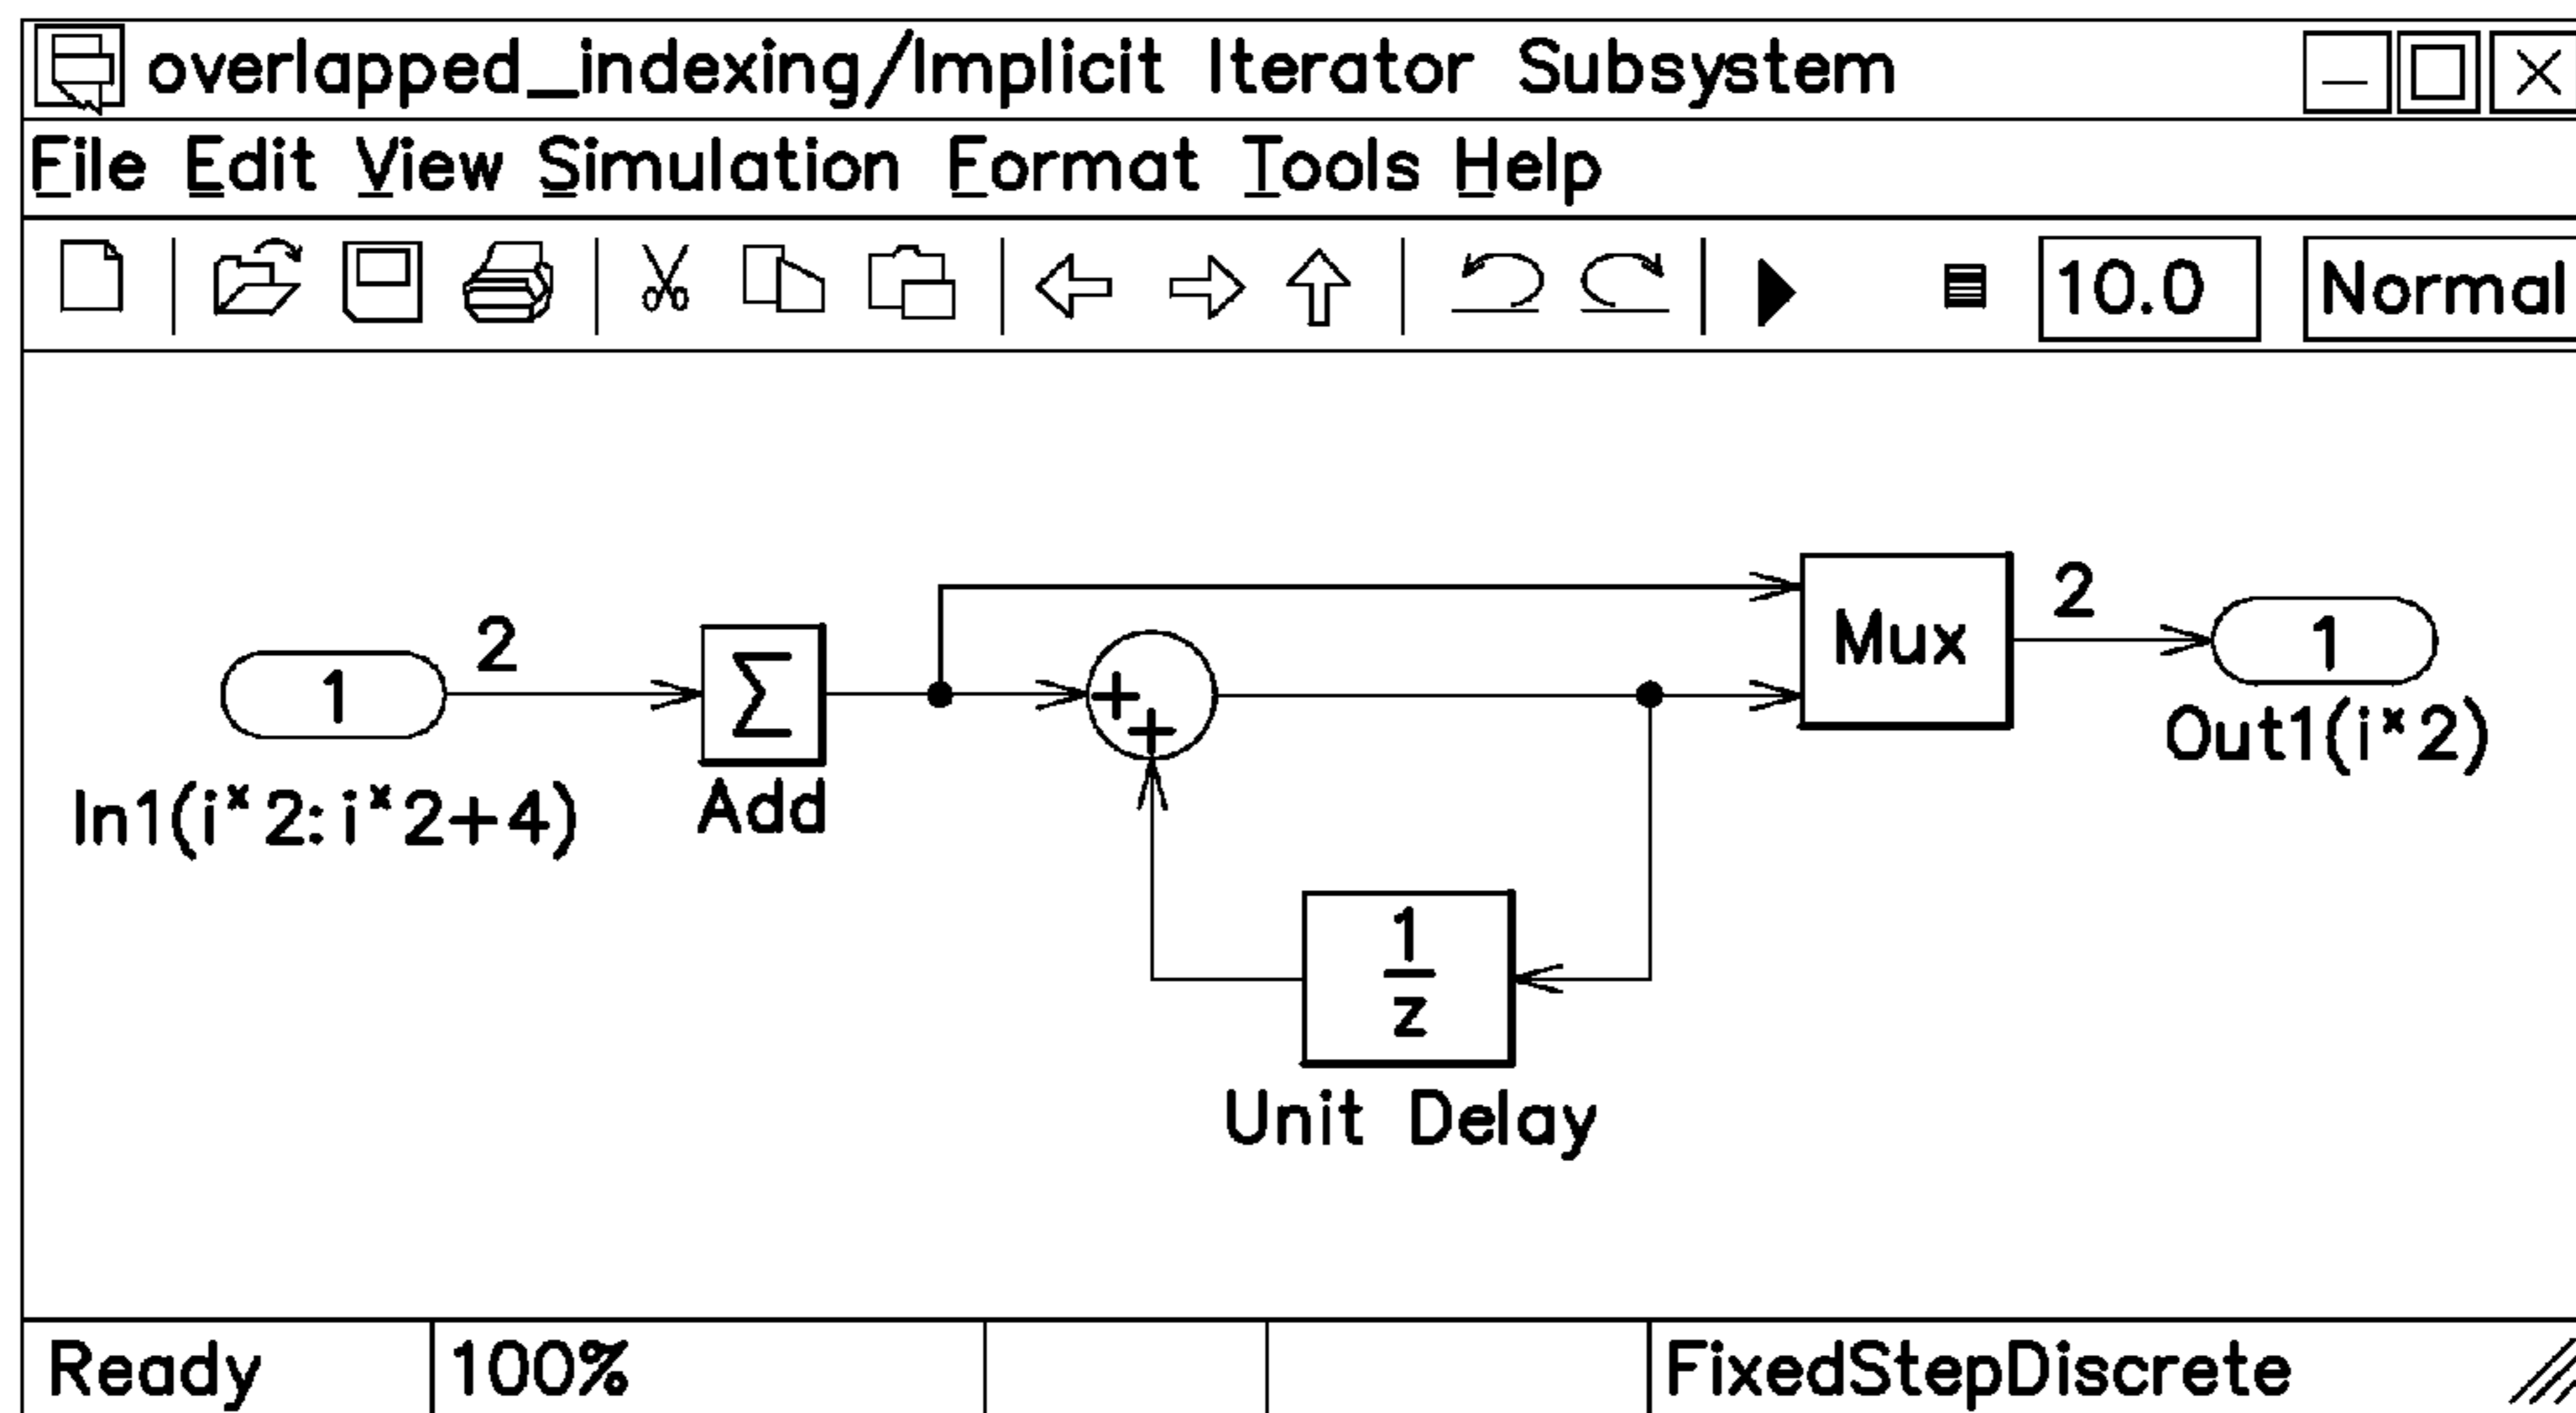 overlapped_indexing/Implicit Iterator Subsystem
File Edit View Simulation Format Tools Help
10.0 Normal
2
Mux
2
1
Σ
1
+
+
Out1(i*2)
In1(i*2:i*2+4)
Add
1
z
Unit Delay
Ready 100% FixedStepDiscrete